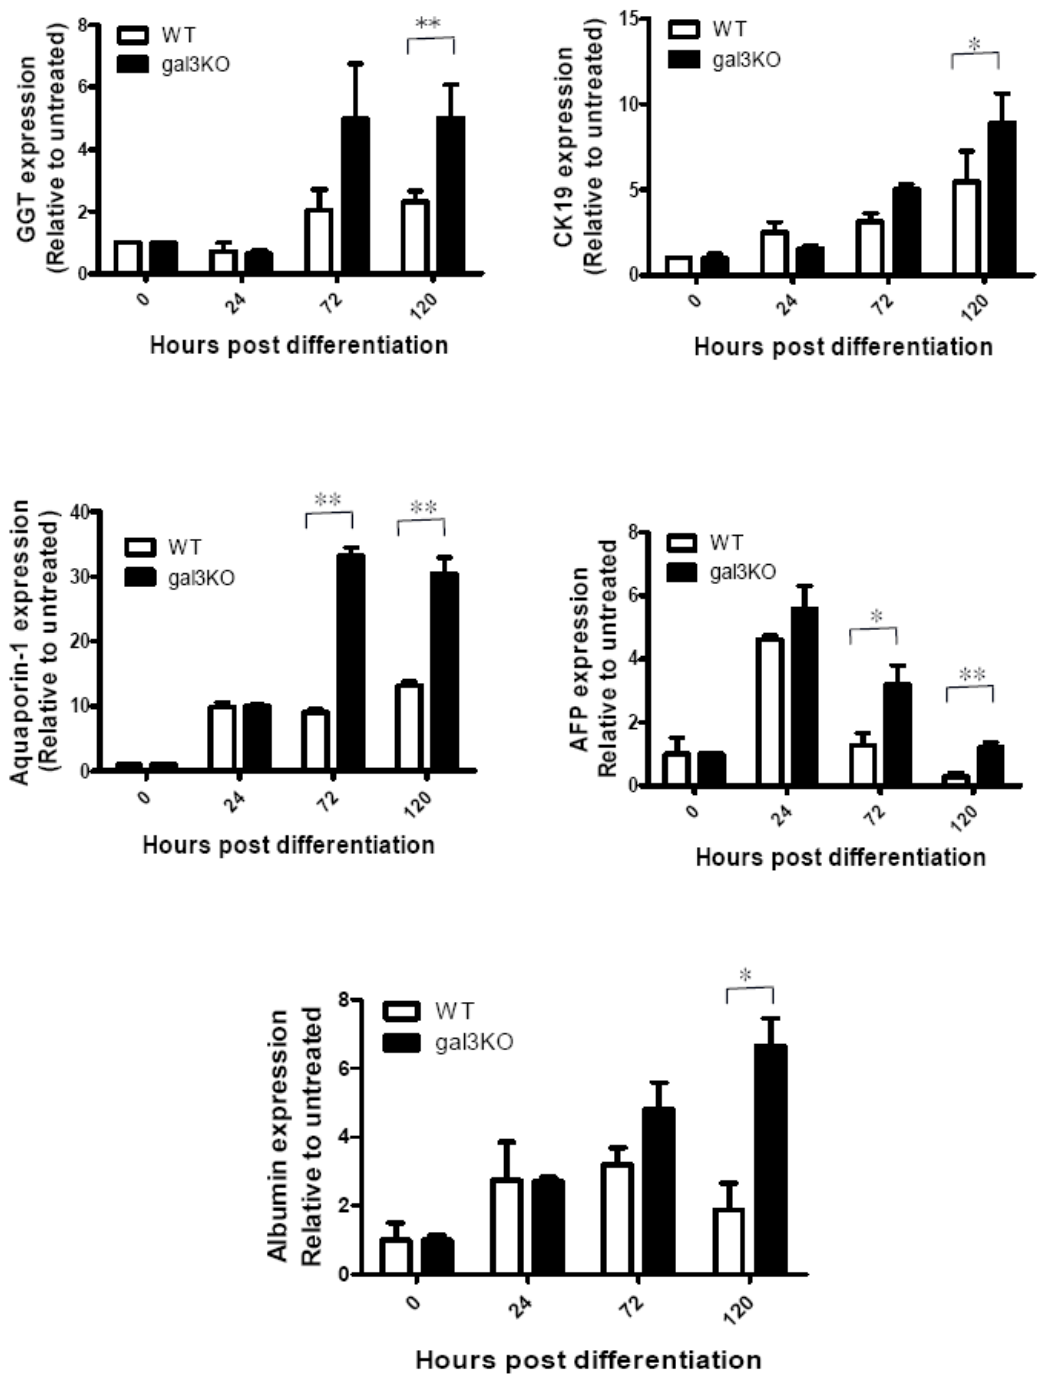 GGT expression
(Relative to untreated)
8
6
4
2
0
WT
gal3KO
**
0
24
72
120
Hours post differentiation
CK19 expression
(Relative to untreated)
15
10
5
0
WT
gal3KO
*
0
24
72
120
Hours post differentiation
Aquaporin-1 expression
(Relative to untreated)
40
30
20
10
0
WT
gal3KO
**
**
0
24
72
120
Hours post differentiation
AFP expression
Relative to untreated
8
6
4
2
0
WT
gal3KO
*
**
0
24
72
120
Hours post differentiation
Albumin expression
Relative to untreated
8
6
4
2
0
WT
gal3KO
*
0
24
72
120
Hours post differentiation